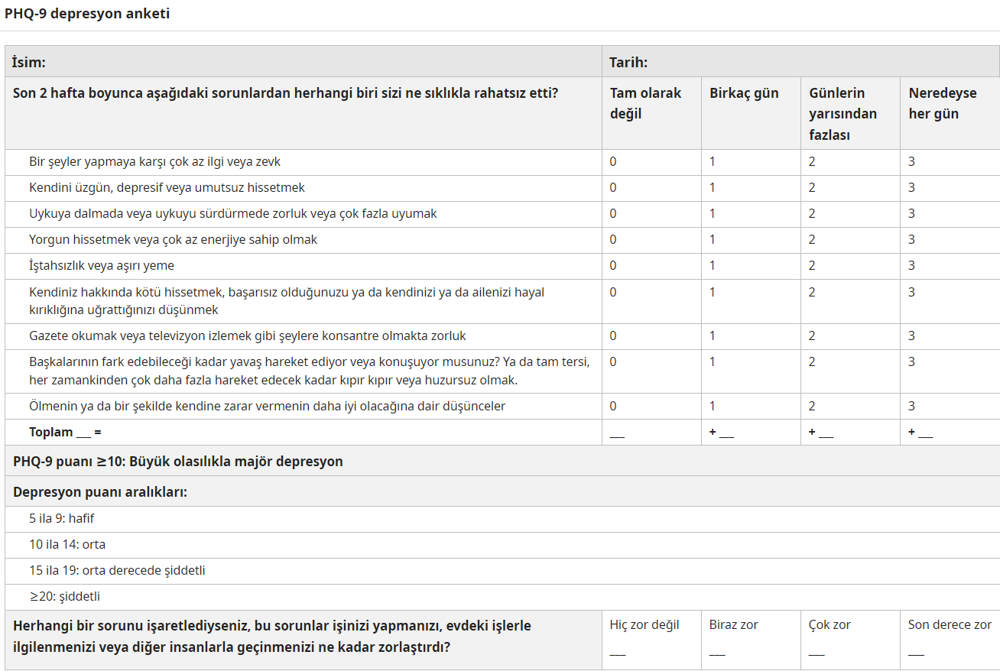 PHQ-9 depresyon anketi
İsim: Tarih:
Son 2 hafta boyunca aşağıdaki sorunlardan herhangi biri sizi ne sıklıkla rahatsız etti? Tam olarak değil Birkaç gün Günlerin yarısından fazlası Neredeyse her gün
Bir şeyler yapmaya karşı çok az ilgi veya zevk 0 1 2 3
Kendini üzgün, depresif veya umutsuz hissetmek 0 1 2 3
Uykuya dalmada veya uykuyu sürdürmede zorluk veya çok fazla uyumak 0 1 2 3
Yorgun hissetmek veya çok az enerjiye sahip olmak 0 1 2 3
İştahsızlık veya aşırı yeme 0 1 2 3
Kendiniz hakkında kötü hissetmek, başarısız olduğunuzu ya da kendinizi ya da ailenizi hayal 0 1 2 3
kırıklığına uğrattığınızı düşünmek
Gazete okumak veya televizyon izlemek gibi şeylere konsantre olmakta zorluk 0 1 2 3
Başkalarının fark edebileceği kadar yavaş hareket ediyor veya konuşuyor musunuz? Ya da tam tersi, 0 1 2 3
her zamankinden çok daha fazla hareket edecek kadar kıpır kıpır veya huzursuz olmak.
Ölmenin ya da bir şekilde kendine zarar vermenin daha iyi olacağına dair düşünceler 0 1 2 3
Toplam ___ = ___ + ___ + ___ + ___
PHQ-9 puanı ≥10: Büyük olasılıkla majör depresyon
Depresyon puanı aralıkları:
5 ila 9: hafif
10 ila 14: orta
15 ila 19: orta derecede şiddetli
≥20: şiddetli
Herhangi bir sorunu işaretlediyseniz, bu sorunlar işinizi yapmanızı, evdeki işlerle Hiç zor değil Biraz zor Çok zor Son derece zor
ilgilenmenizi veya diğer insanlarla geçinmenizi ne kadar zorlaştırdı? ___ ___ ___ ___